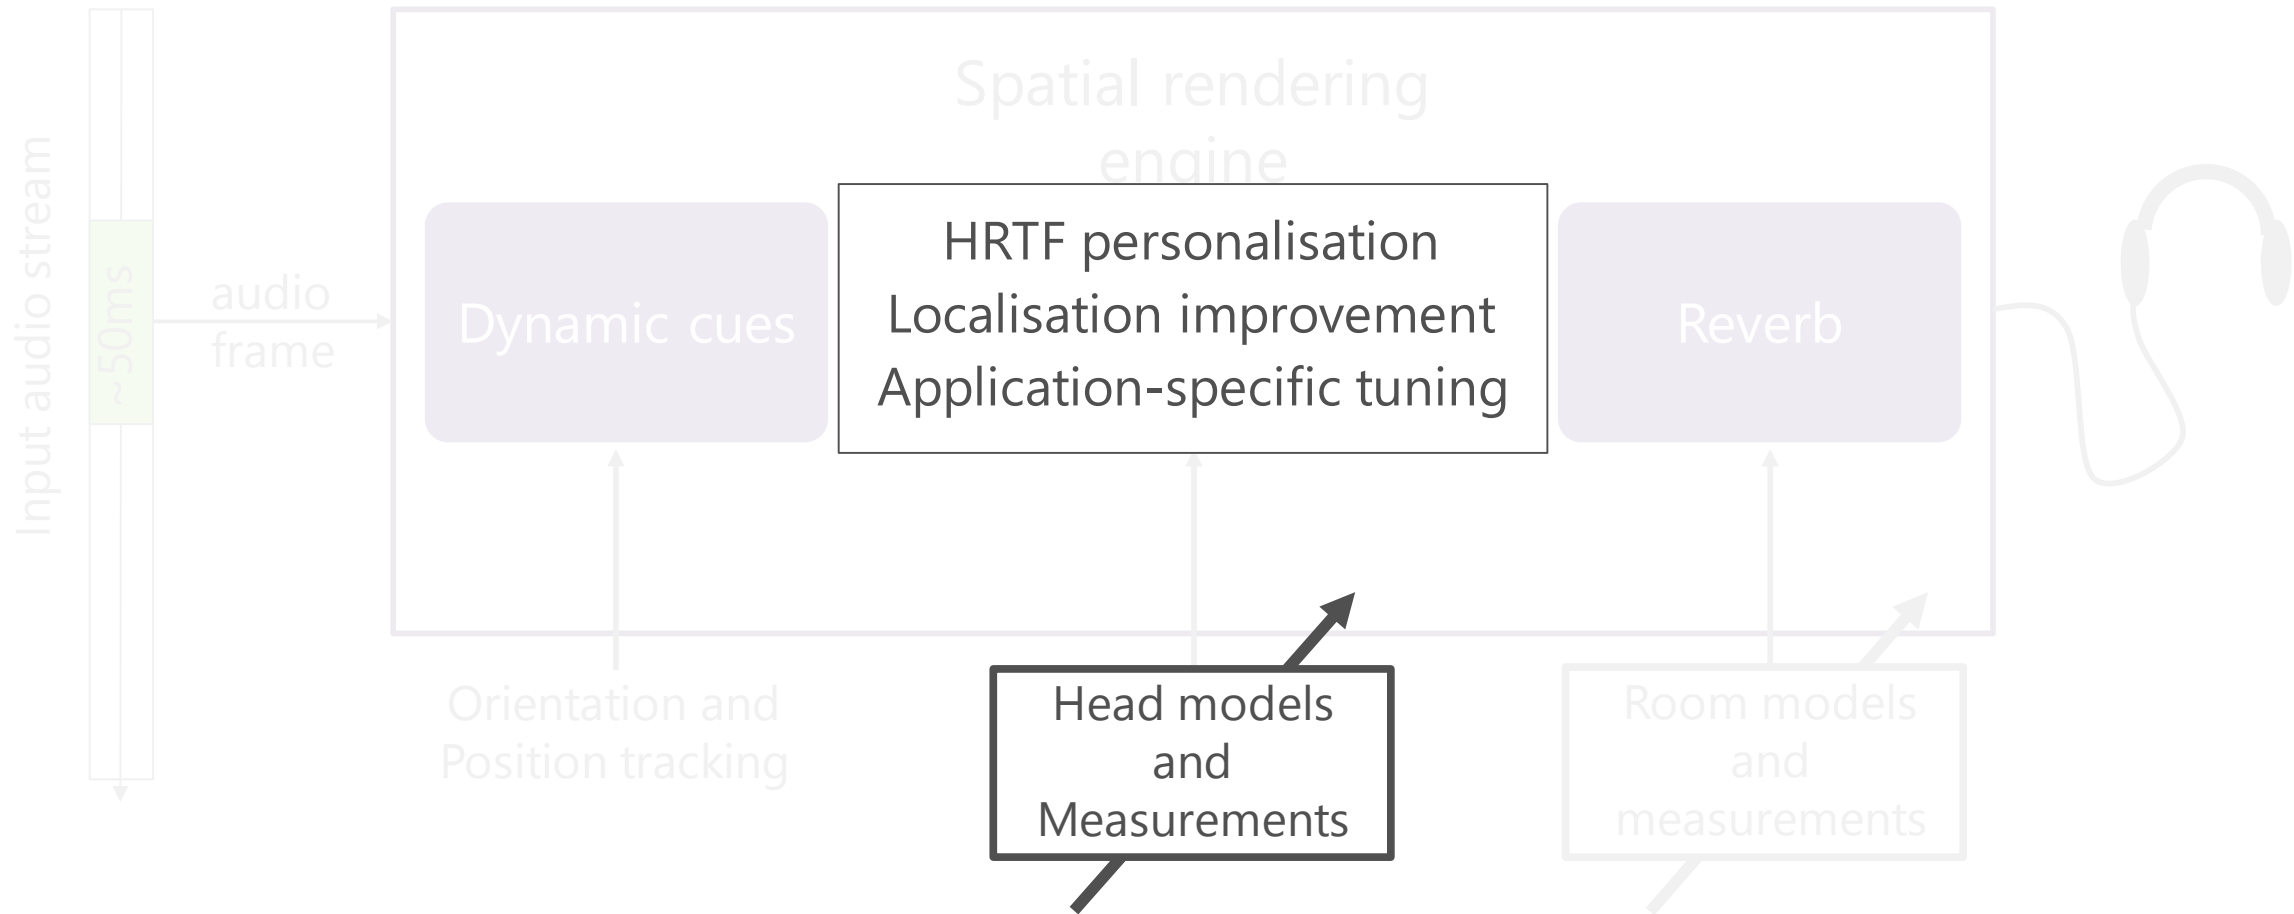 Input audio stream
~50ms
audio
frame
Spatial rendering
engine
Dynamic cues
HRTF personalisation
Localisation improvement
Application-specific tuning
Reverb
Orientation and
Position tracking
Head models
and
Measurements
Room models
and
measurements